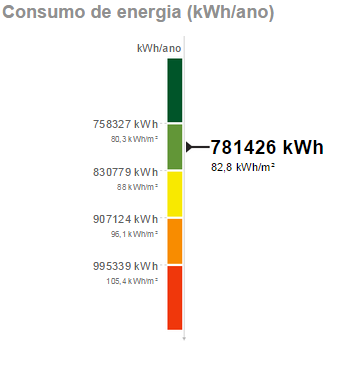 Consumo de energia (kWh/ano)
kWh/ano
758327 kWh
80,3 kWh/m²
781426 kWh
82,8 kWh/m²
830779 kWh
88 kWh/m²
907124 kWh
96,1 kWh/m²
995339 kWh
105,4 kWh/m²